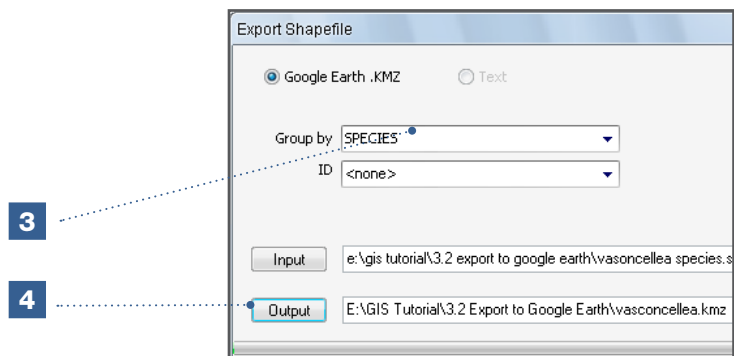 Export Shapefile
Google Earth .KMZ Text
Group by SPECIES
ID <none>
3
Input e:\gis tutorial\3.2 export to google earth\vasoncellea species.s
4
Output E:\GIS Tutorial\3.2 Export to Google Earth\vasconcellea.kmz